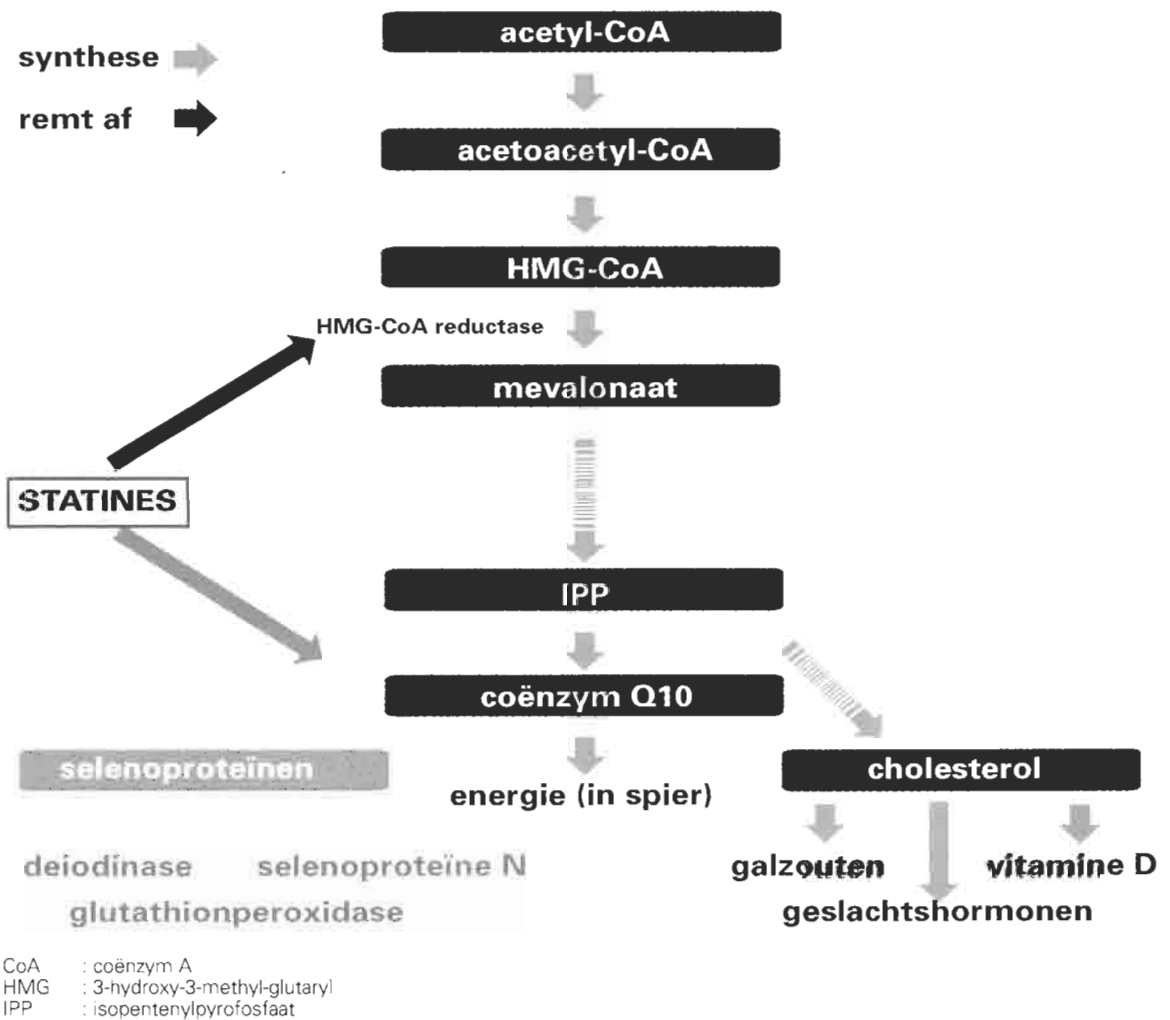 acetyl-CoA
synthese
remt af
acetoacetyl-CoA
HMG-CoA
HMG-CoA reductase
mevalonaat
STATINES
IPP
coënzym Q10
selenoproteïnen
energie (in spier)
cholesterol
deiodinase selenoproteïne N
glutathionperoxidase
galzouten vitamine D
geslachtshormonen
CoA : coënzym A
HMG : 3-hydroxy-3-methyl-glutaryl
IPP : isopentenylpyrofosfaat